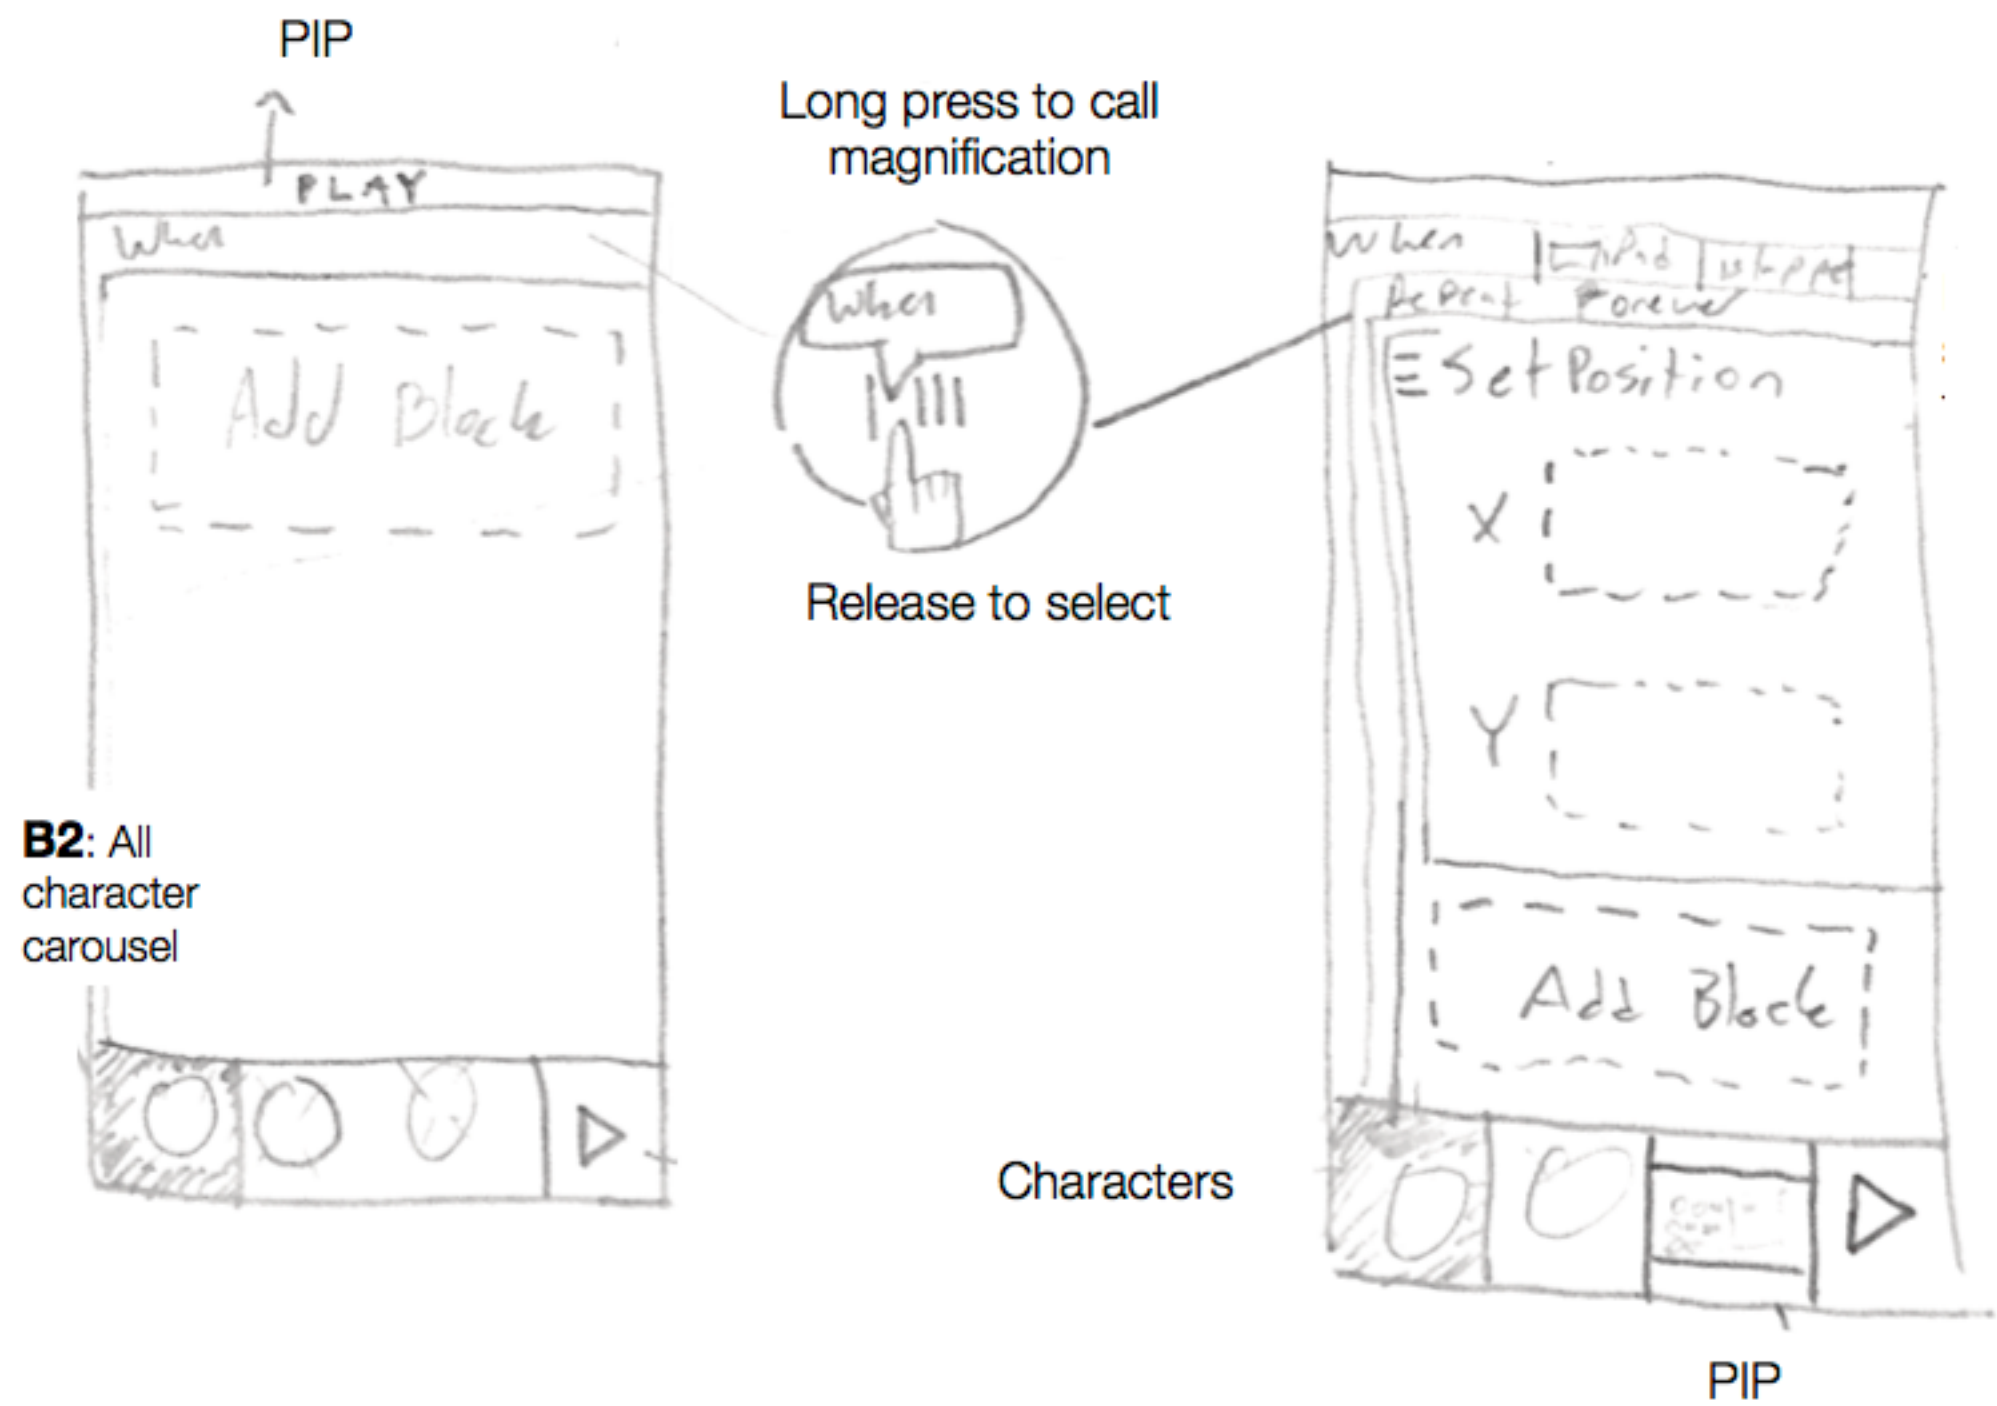 PIP
PLAY
When
Add Block
B2: All
character
carousel
Long press to call
magnification
When
Release to select
When
Repeat Forever
Set Position
X
Y
Add Block
Characters
PIP